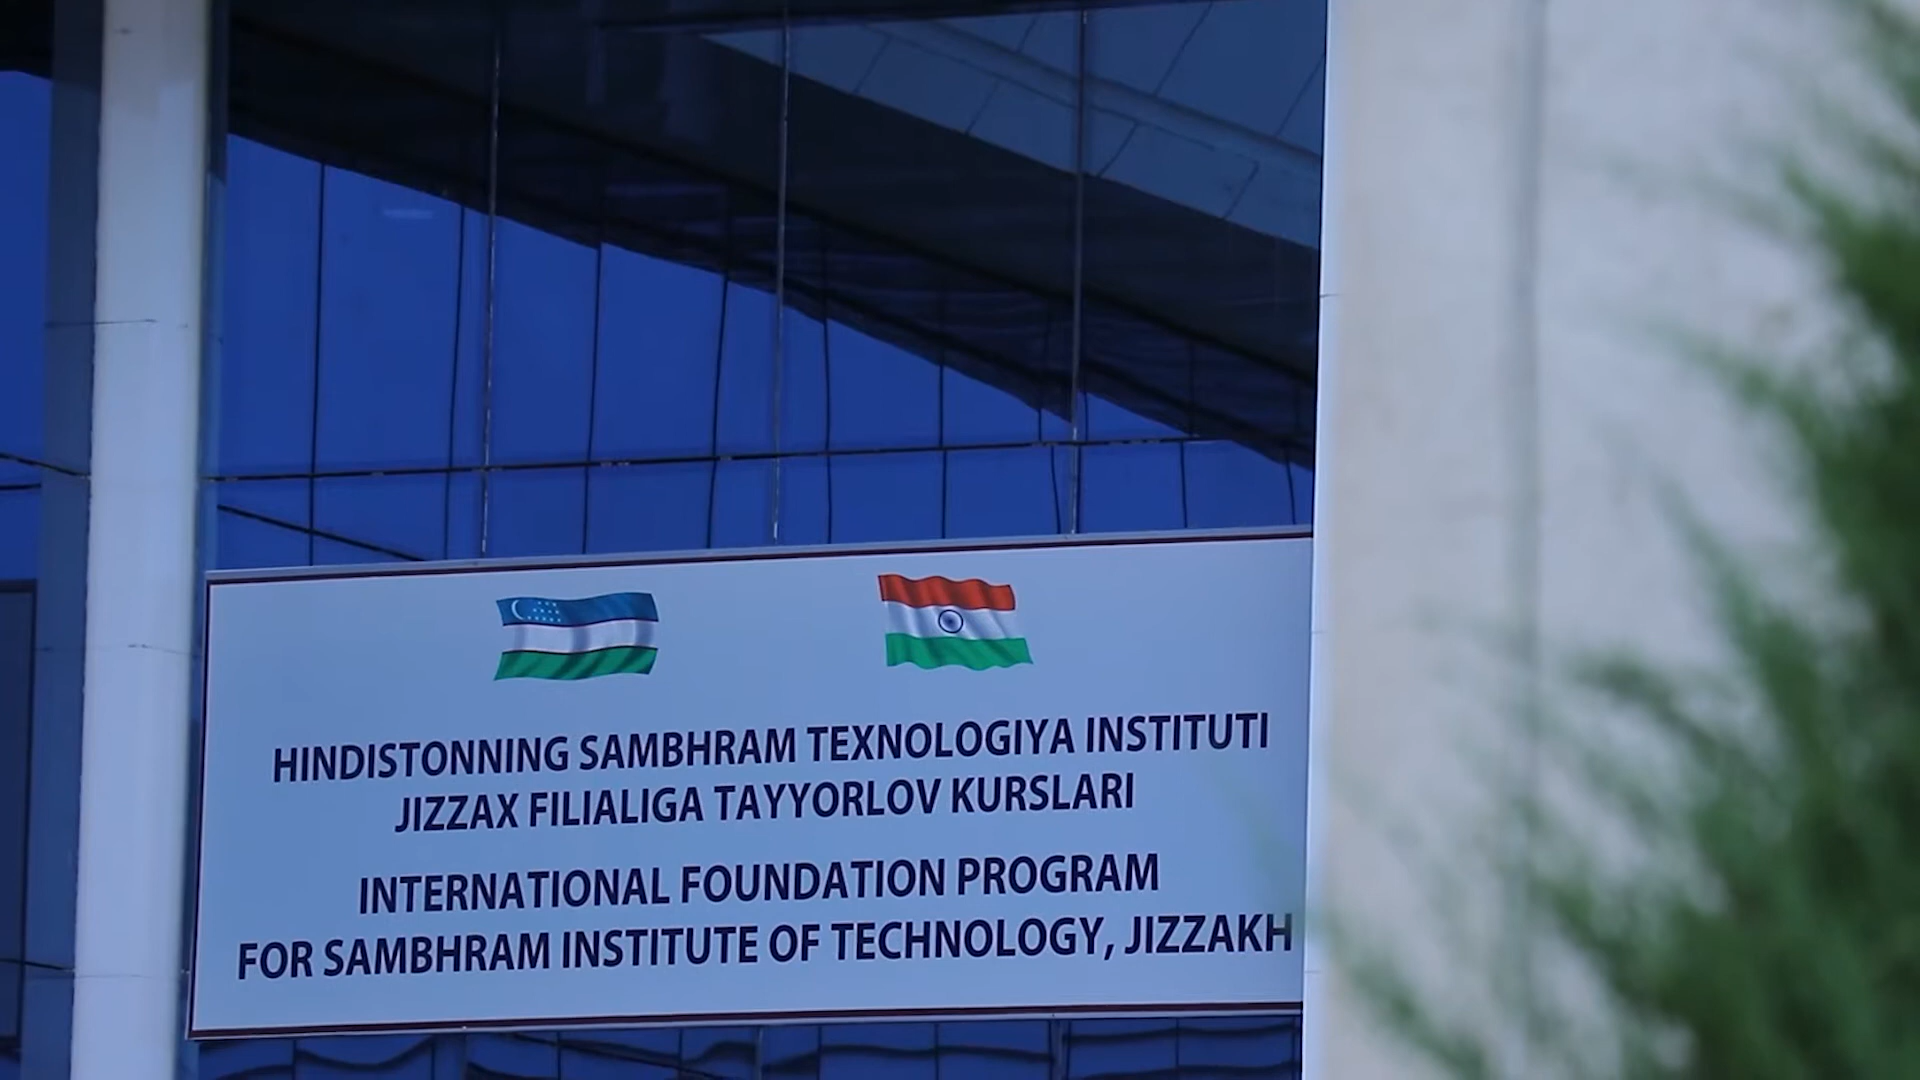 HINDISTONNING SAMBHRAM TEXNOLOGIYA INSTITUTI
JIZZAX FILIALIGA TAYYORLOV KURSLARI
INTERNATIONAL FOUNDATION PROGRAM
FOR SAMBHRAM INSTITUTE OF TECHNOLOGY, JIZZAKH